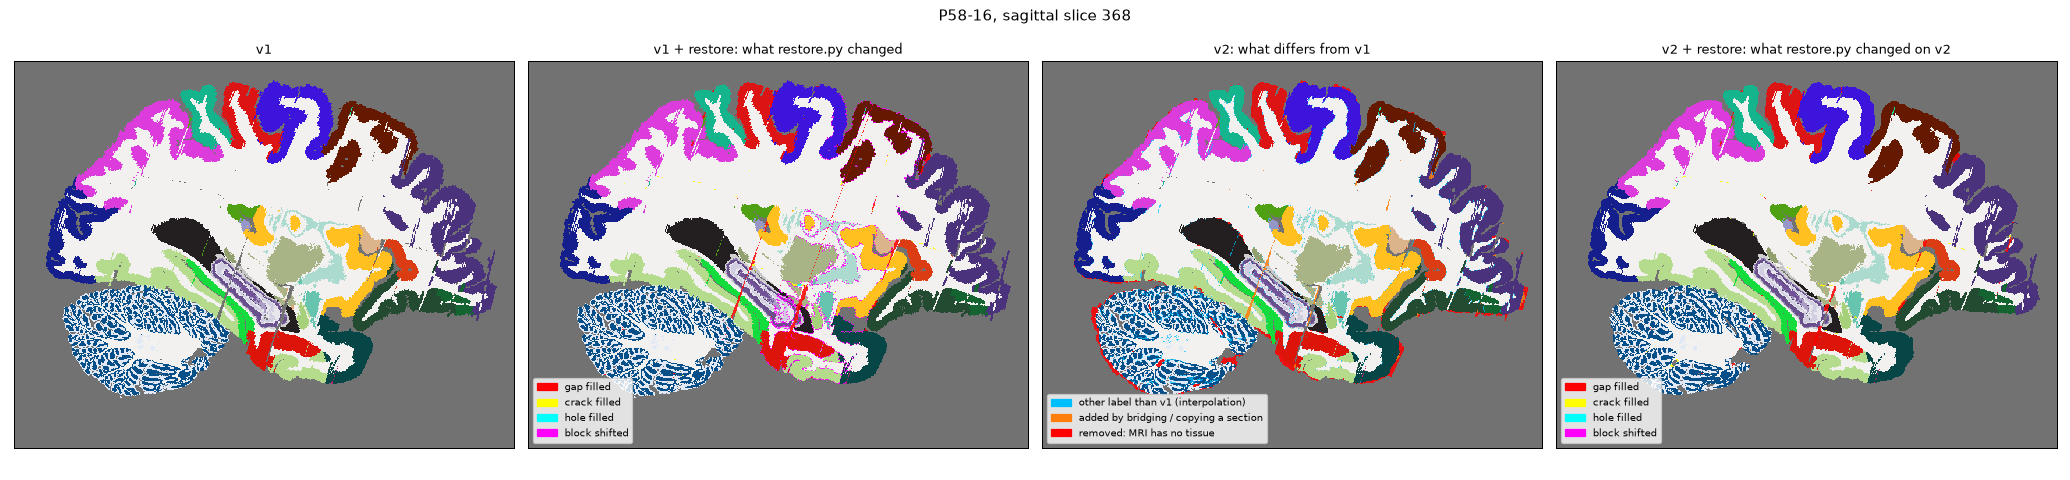 P58-16, sagittal slice 368
v1
v1 + restore: what restore.py changed
v2: what differs from v1
v2 + restore: what restore.py changed on v2
gap filled
crack filled
hole filled
block shifted
other label than v1 (interpolation)
added by bridging / copying a section
removed: MRI has no tissue
gap filled
crack filled
hole filled
block shifted